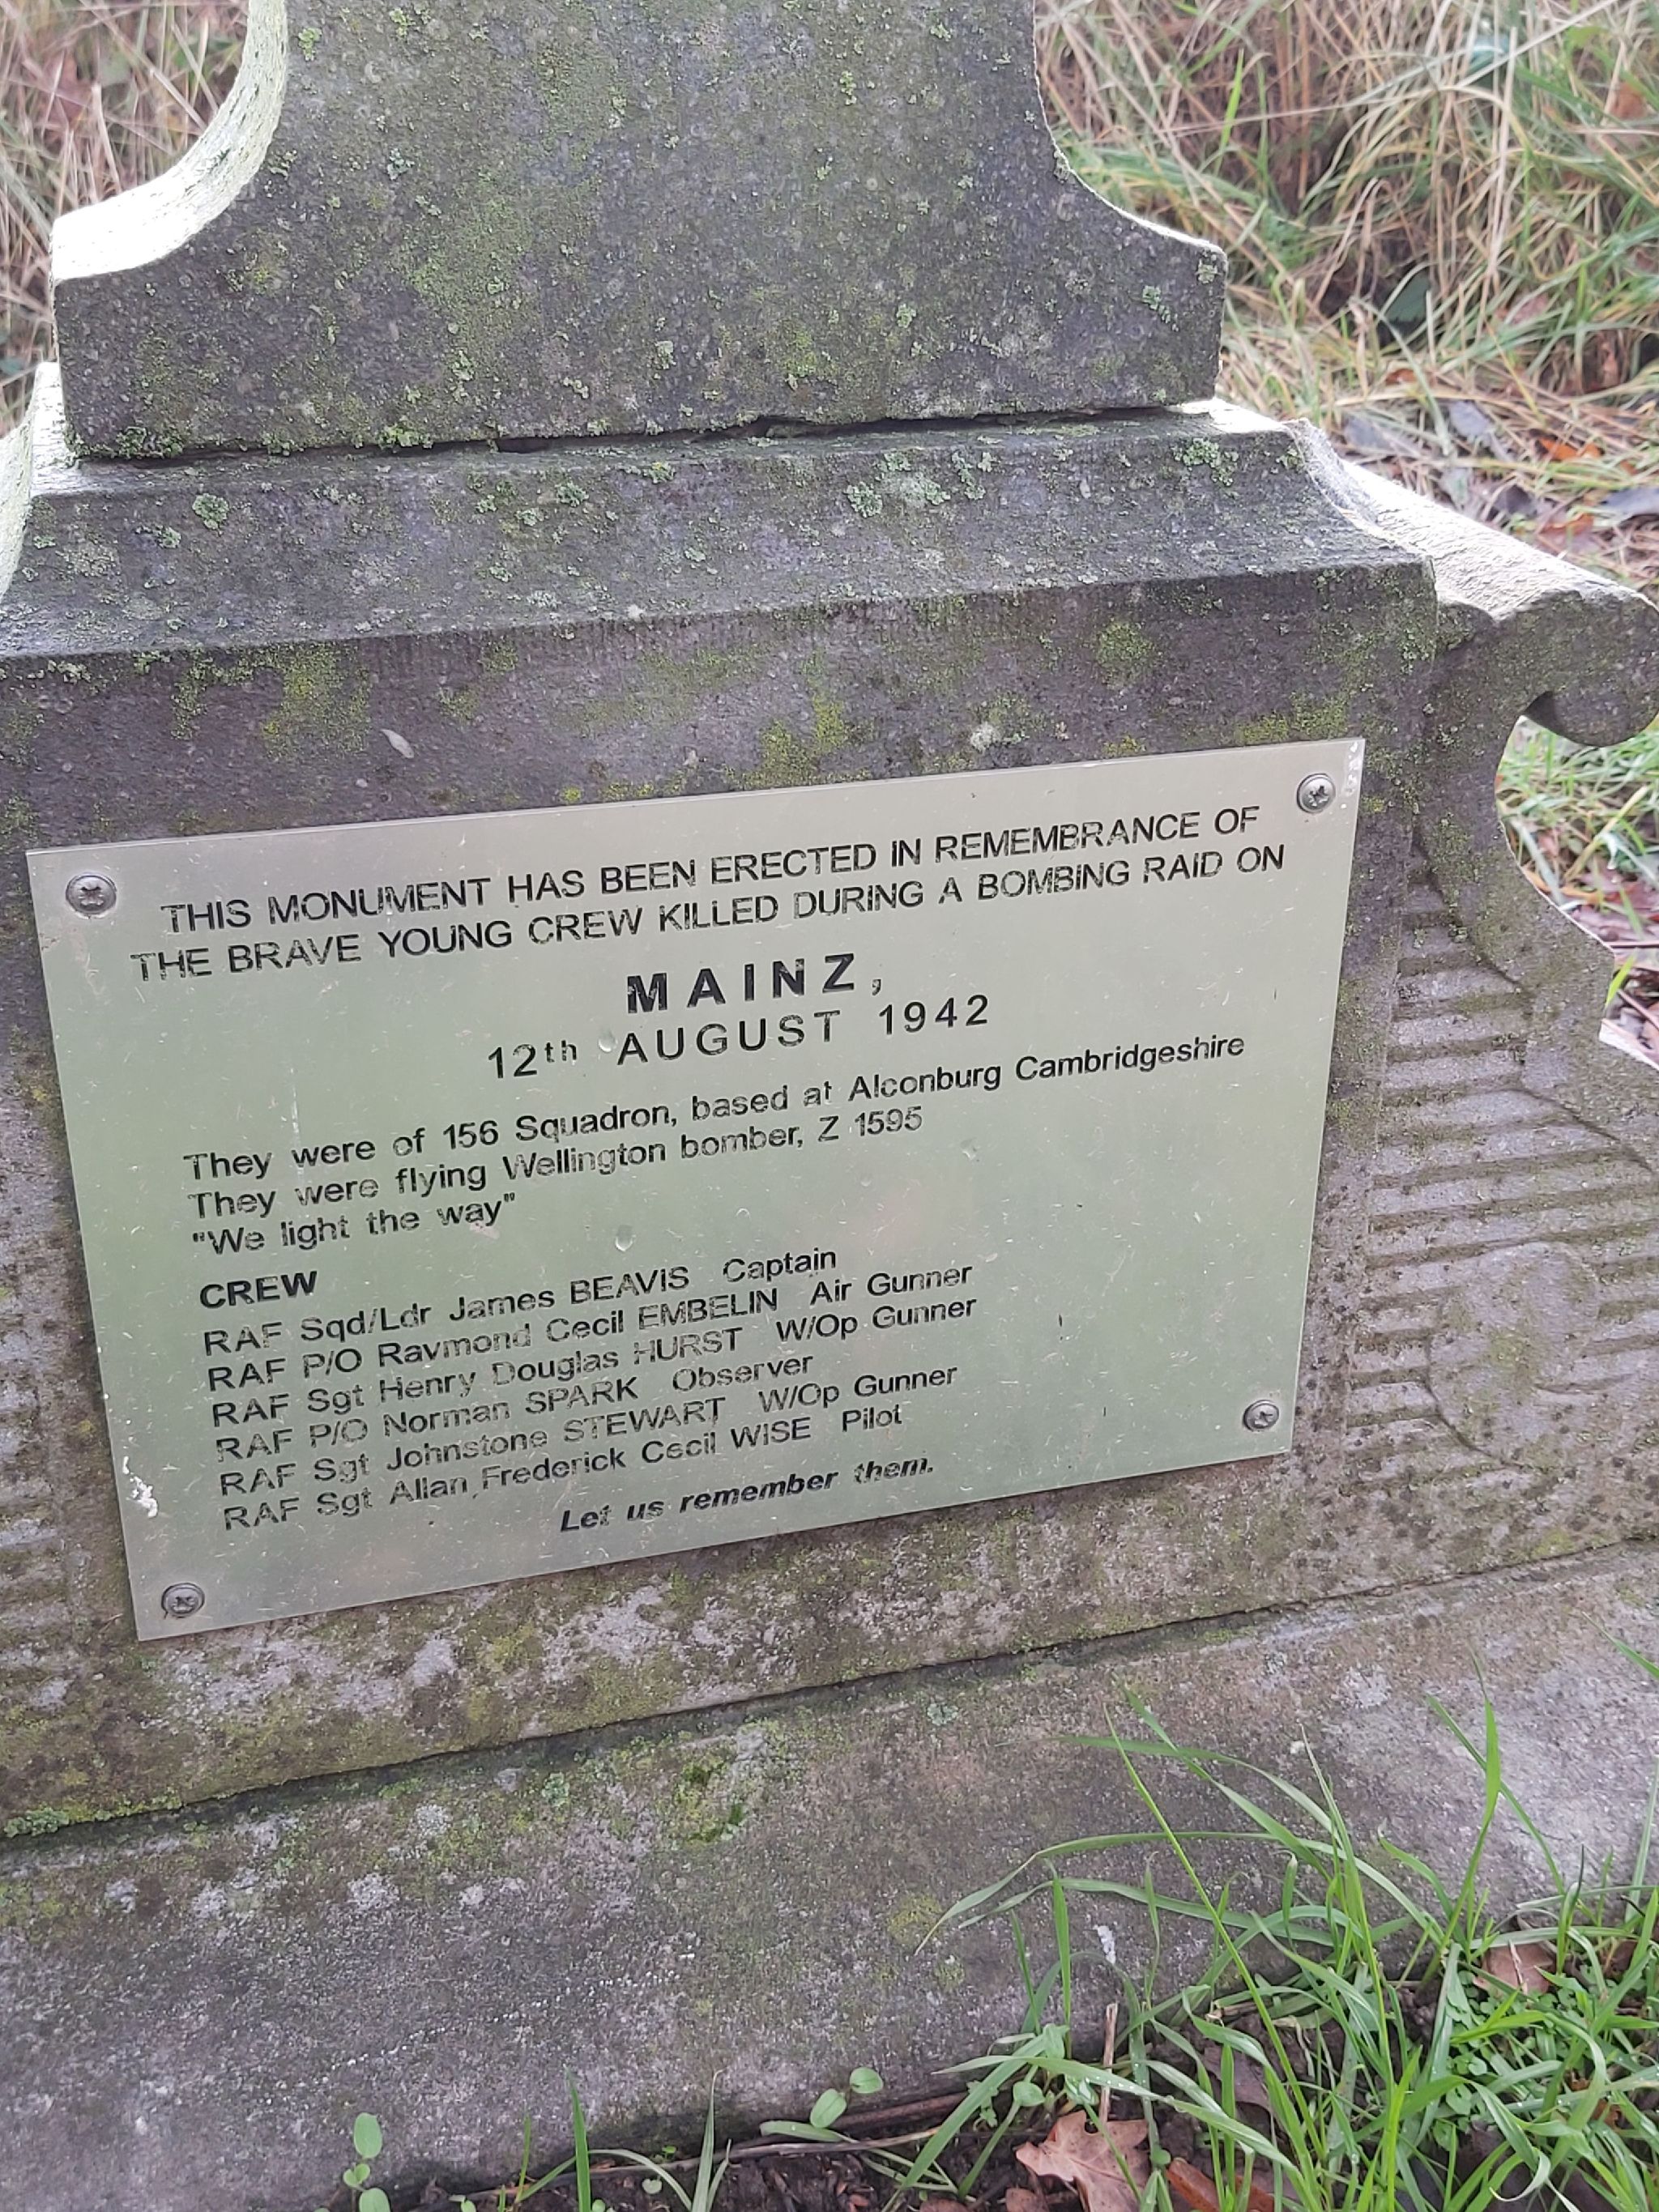 THIS MONUMENT HAS BEEN ERECTED IN REMEMBRANCE OF
THE BRAVE YOUNG CREW KILLED DURING A BOMBING RAID ON
MAINZ,
12th AUGUST 1942
They were of 156 Squadron, based at Alconburg Cambridgeshire
They were flying Wellington bomber, Z 1595
"We light the way"
CREW
RAF Sqd/Ldr James BEAVIS Captain
RAF P/O Raymond Cecil EMBELIN Air Gunner
RAF Sgt Henry Douglas HURST W/Op Gunner
RAF P/O Norman SPARK Observer
RAF Sgt Johnstone STEWART W/Op Gunner
RAF Sgt Allan Frederick Cecil WISE Pilot
Let us remember them.